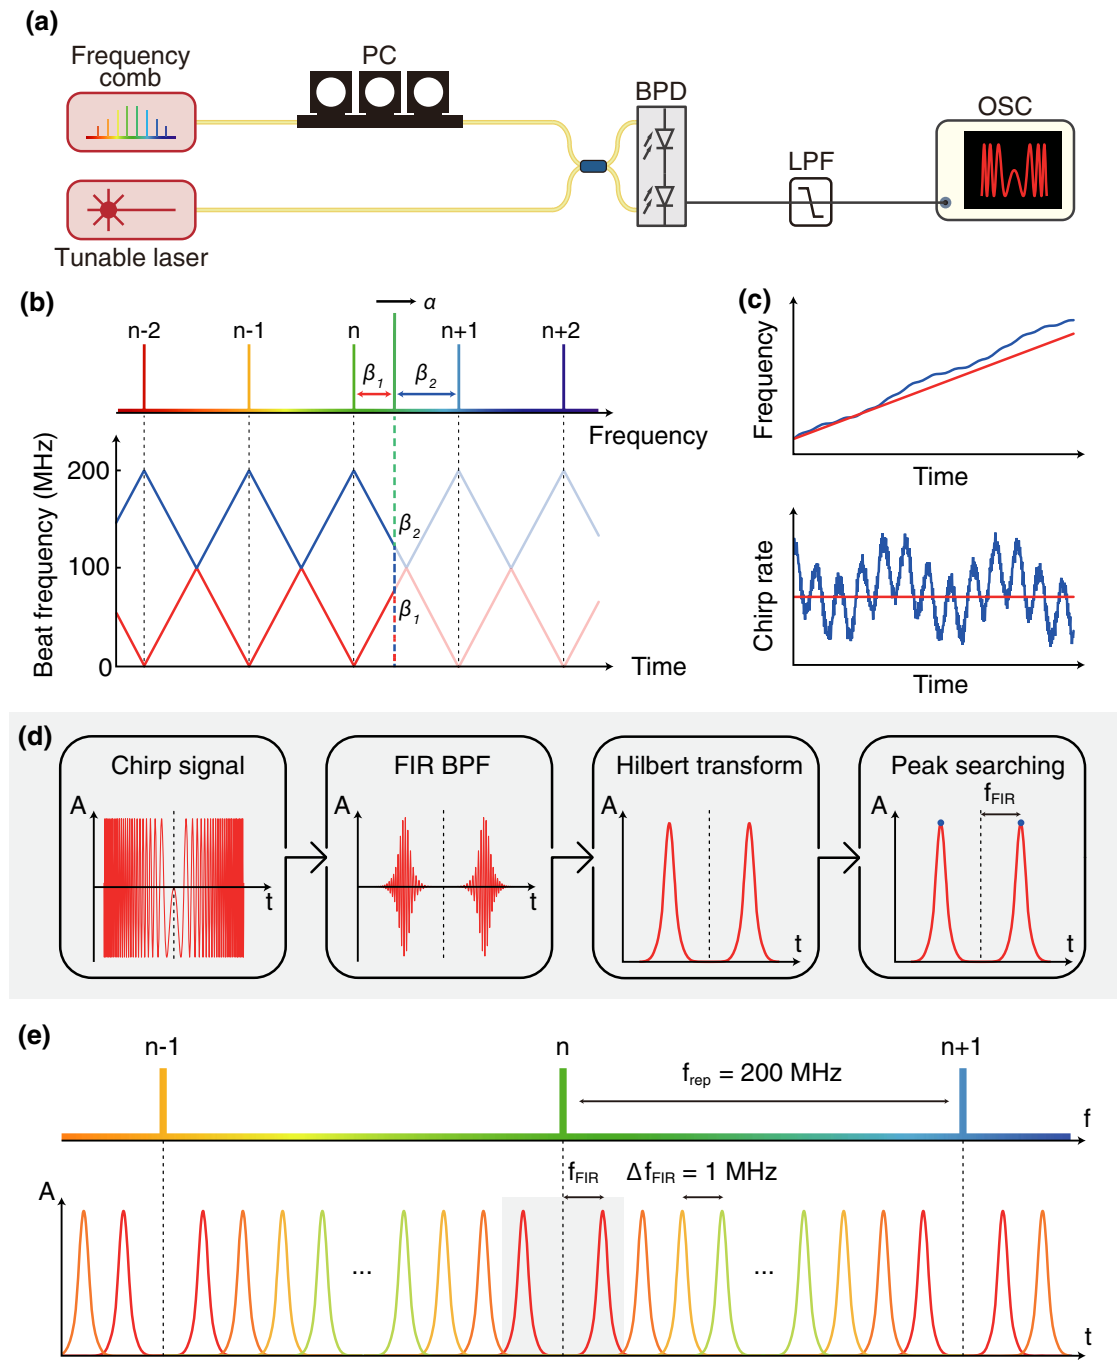 (a)
Frequency
comb
PC
BPD
OSC
LPF
Tunable laser
(b)
α
n-2
n-1
n
n+1
n+2
β1
β2
Frequency
Beat frequency (MHz)
200
100
0
β2
β1
Time
(c)
Frequency
Time
Chirp rate
Time
(d)
Chirp signal
A
t
FIR BPF
A
t
Hilbert transform
A
t
Peak searching
A
fFIR
t
(e)
n-1
n
n+1
frep = 200 MHz
f
A
fFIR
ΔfFIR = 1 MHz
...
...
t